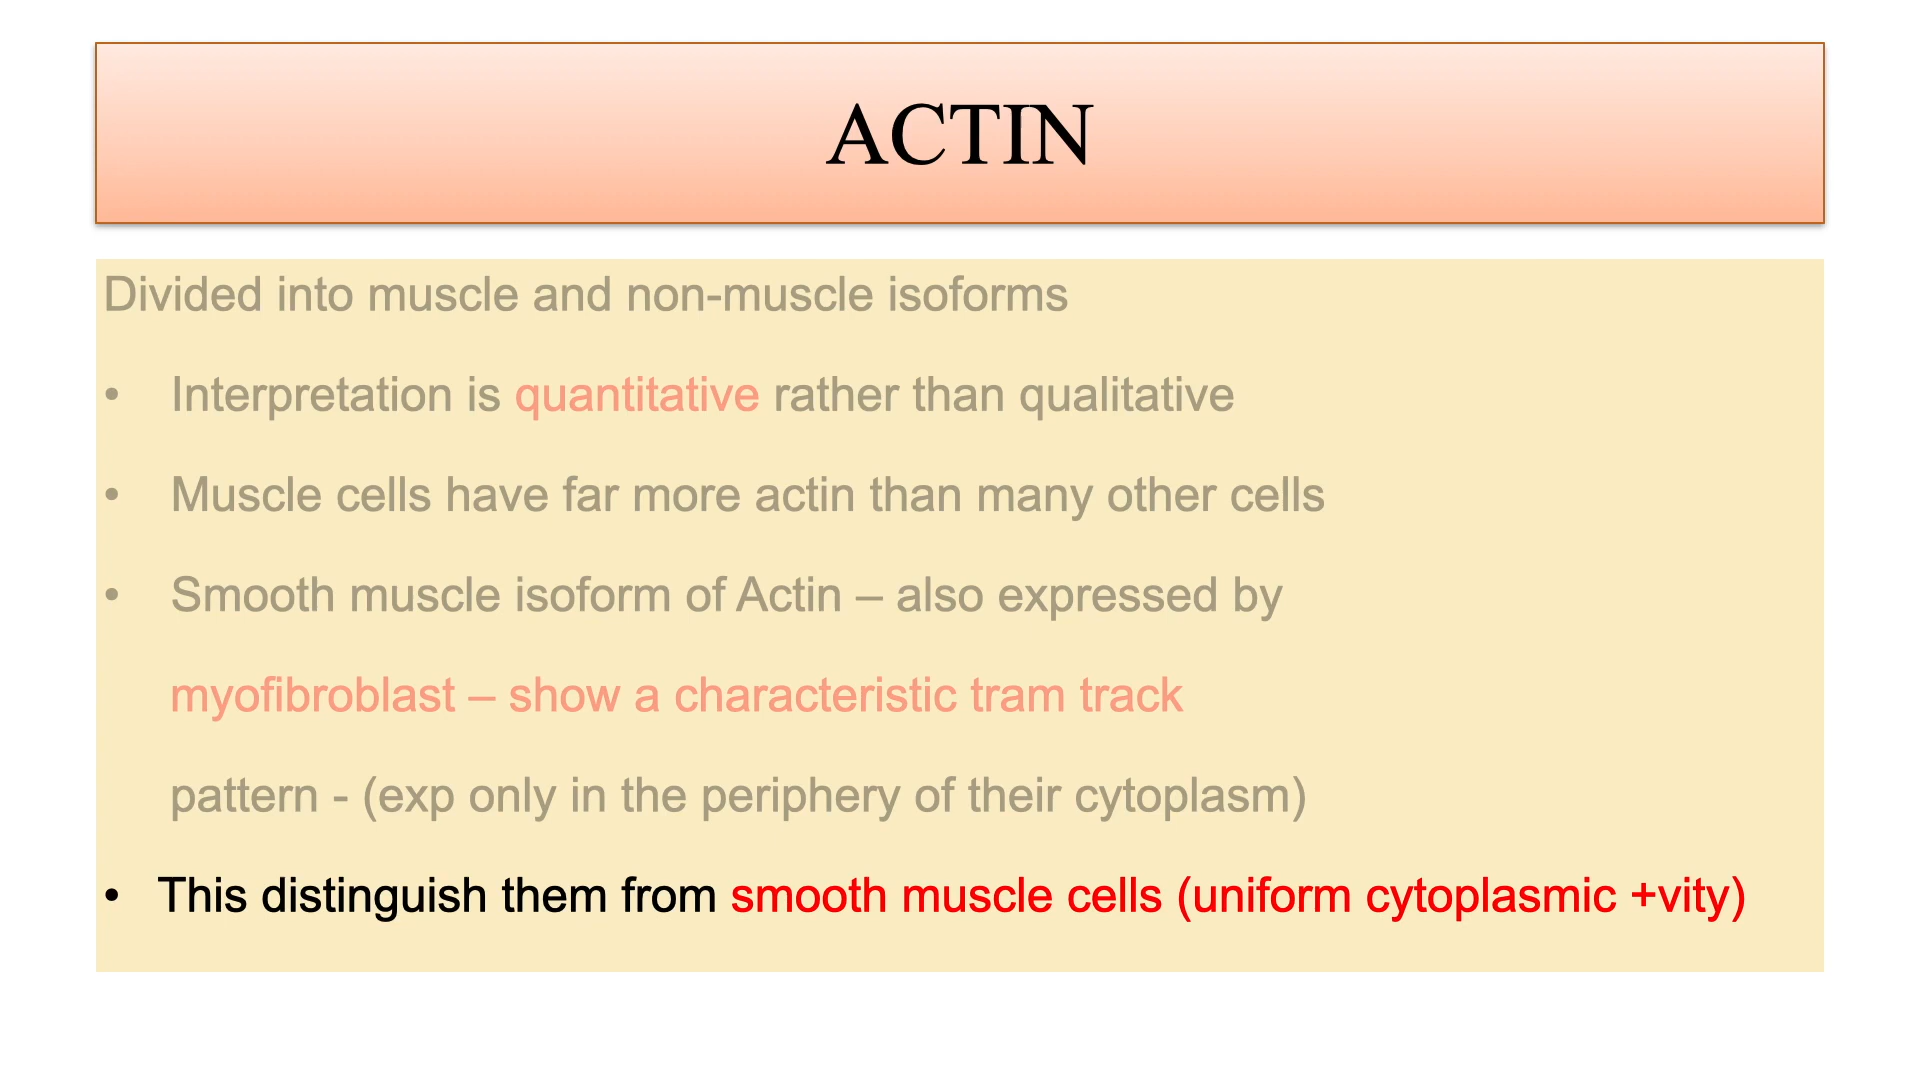 ACTIN
Divided into muscle and non-muscle isoforms
• Interpretation is quantitative rather than qualitative
• Muscle cells have far more actin than many other cells
• Smooth muscle isoform of Actin – also expressed by
myofibroblast – show a characteristic tram track
pattern - (exp only in the periphery of their cytoplasm)
• This distinguish them from smooth muscle cells (uniform cytoplasmic +vity)